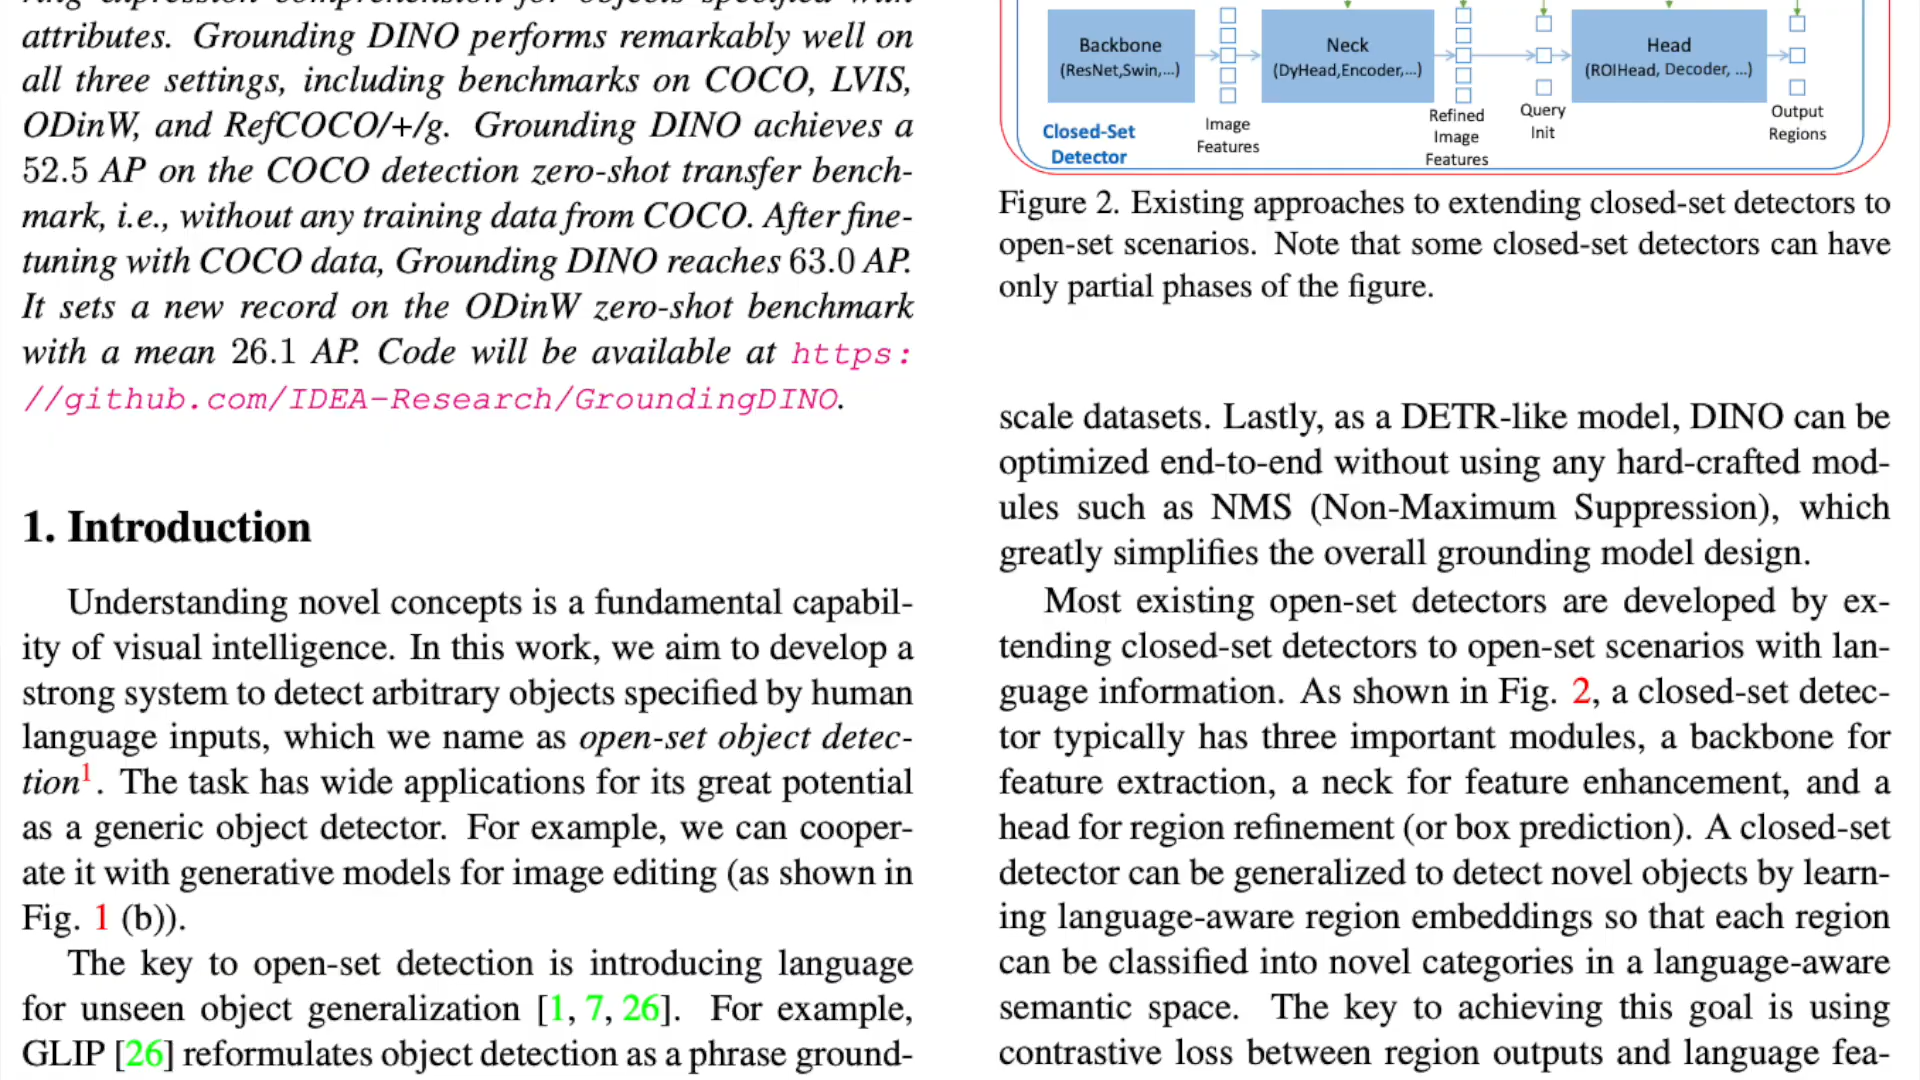 ring expression comprehension for objects specified with
attributes. Grounding DINO performs remarkably well on
all three settings, including benchmarks on COCO, LVIS,
ODinW, and RefCOCO/+/g. Grounding DINO achieves a
52.5 AP on the COCO detection zero-shot transfer bench-
mark, i.e., without any training data from COCO. After fine-
tuning with COCO data, Grounding DINO reaches 63.0 AP.
It sets a new record on the ODinW zero-shot benchmark
with a mean 26.1 AP. Code will be available at https:
//github.com/IDEA-Research/GroundingDINO.
1. Introduction
Understanding novel concepts is a fundamental capabil-
ity of visual intelligence. In this work, we aim to develop a
strong system to detect arbitrary objects specified by human
language inputs, which we name as open-set object detec-
tion1. The task has wide applications for its great potential
as a generic object detector. For example, we can cooper-
ate it with generative models for image editing (as shown in
Fig. 1 (b)).
The key to open-set detection is introducing language
for unseen object generalization [1, 7, 26]. For example,
GLIP [26] reformulates object detection as a phrase ground-
Backbone
(ResNet,Swin,...)
Image
Features
Neck
(DyHead,Encoder,...)
Refined
Image
Features
Query
Init
Head
(ROIHead, Decoder, ...)
Output
Regions
Closed-Set
Detector
Figure 2. Existing approaches to extending closed-set detectors to
open-set scenarios. Note that some closed-set detectors can have
only partial phases of the figure.
scale datasets. Lastly, as a DETR-like model, DINO can be
optimized end-to-end without using any hard-crafted mod-
ules such as NMS (Non-Maximum Suppression), which
greatly simplifies the overall grounding model design.
Most existing open-set detectors are developed by ex-
tending closed-set detectors to open-set scenarios with lan-
guage information. As shown in Fig. 2, a closed-set detec-
tor typically has three important modules, a backbone for
feature extraction, a neck for feature enhancement, and a
head for region refinement (or box prediction). A closed-set
detector can be generalized to detect novel objects by learn-
ing language-aware region embeddings so that each region
can be classified into novel categories in a language-aware
semantic space. The key to achieving this goal is using
contrastive loss between region outputs and language fea-